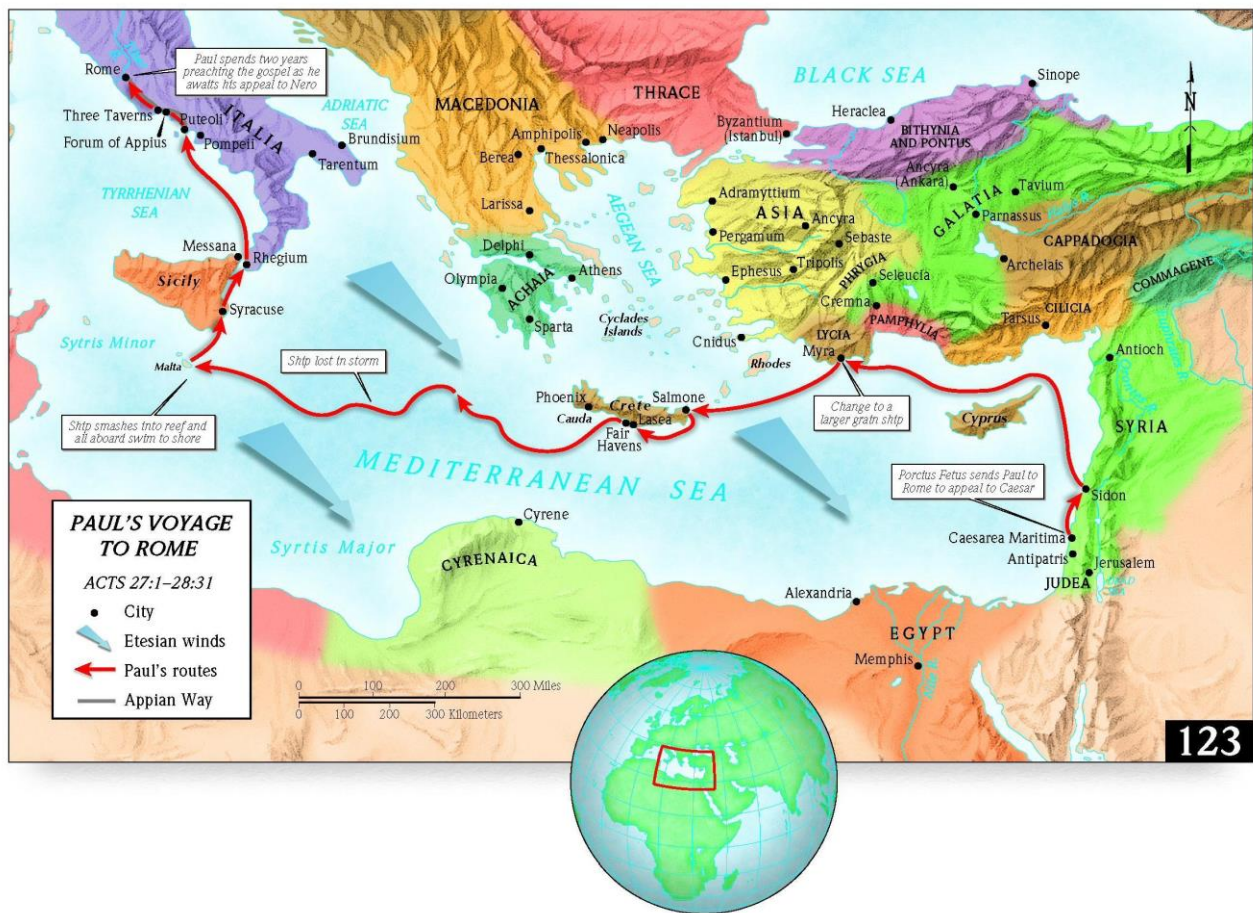 Paul spends two years
preaching the gospel as he
awaits his appeal to Nero
Rome
Three Taverns
Forum of Appius
Puteoli
Pompeii
ITALIA
ADRIATIC
SEA
Brundisium
Tarentum
TYRRHENIAN
SEA
Messana
Rhegium
Sicily
Syracuse
Sytris Minor
Malta
Ship lost in storm
Ship smashes into reef and
all aboard swim to shore
MACEDONIA
Amphipolis
Neapolis
Berea
Thessalonica
Larissa
Delphi
Olympia
ACHAIA
Athens
Sparta
AEGEAN SEA
Cyclades
Islands
THRACE
BLACK SEA
Byzantium
(Istanbul)
Heraclea
Sinope
BITHYNIA
AND PONTUS
Ancyra
(Ankara)
Tavium
GALATIA
Parnassus
Adramyttium
ASIA
Ancyra
Pergamum
Sebaste
Ephesus
Tripolis
PHRYGIA
Seleucia
Cremna
CAPPADOGIA
Archelais
COMMAGENE
CILICIA
Tarsus
PAMPHYLIA
LYCIA
Myra
Cnidus
Rhodes
Euphrates R.
Antioch
Orontes R.
SYRIA
Cyprus
Change to a
larger grain ship
Phoenix
Cauda
Crete
Salmone
Lasea
Fair
Havens
MEDITERRANEAN SEA
Porctus Fetus sends Paul to
Rome to appeal to Caesar
Sidon
Caesarea Maritima
Antipatris
Jerusalem
JUDEA
DEAD
SEA
Cyrene
Syrtis Major
CYRENAICA
Alexandria
EGYPT
Memphis
Nile R.
N
PAUL'S VOYAGE
TO ROME
ACTS 27:1–28:31
City
Etesian winds
Paul's routes
Appian Way
0 100 200 300 Miles
0 100 200 300 Kilometers
123